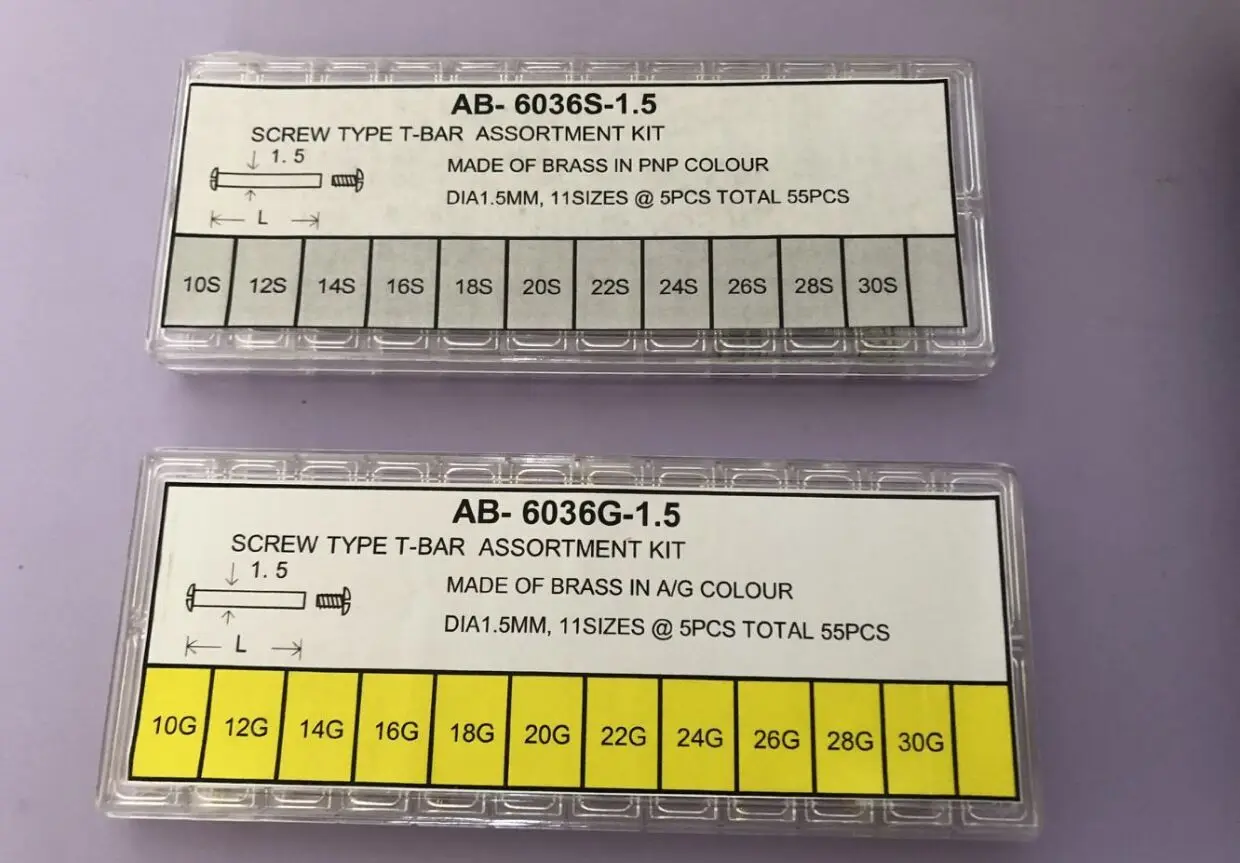 AB- 6036S-1.5
SCREW TYPE T-BAR ASSORTMENT KIT
1. 5
MADE OF BRASS IN PNP COLOUR
DIA1.5MM, 11SIZES @ 5PCS TOTAL 55PCS
L
10S 12S 14S 16S 18S 20S 22S 24S 26S 28S 30S
AB- 6036G-1.5
SCREW TYPE T-BAR ASSORTMENT KIT
1. 5
MADE OF BRASS IN A/G COLOUR
DIA1.5MM, 11SIZES @ 5PCS TOTAL 55PCS
L
10G 12G 14G 16G 18G 20G 22G 24G 26G 28G 30G